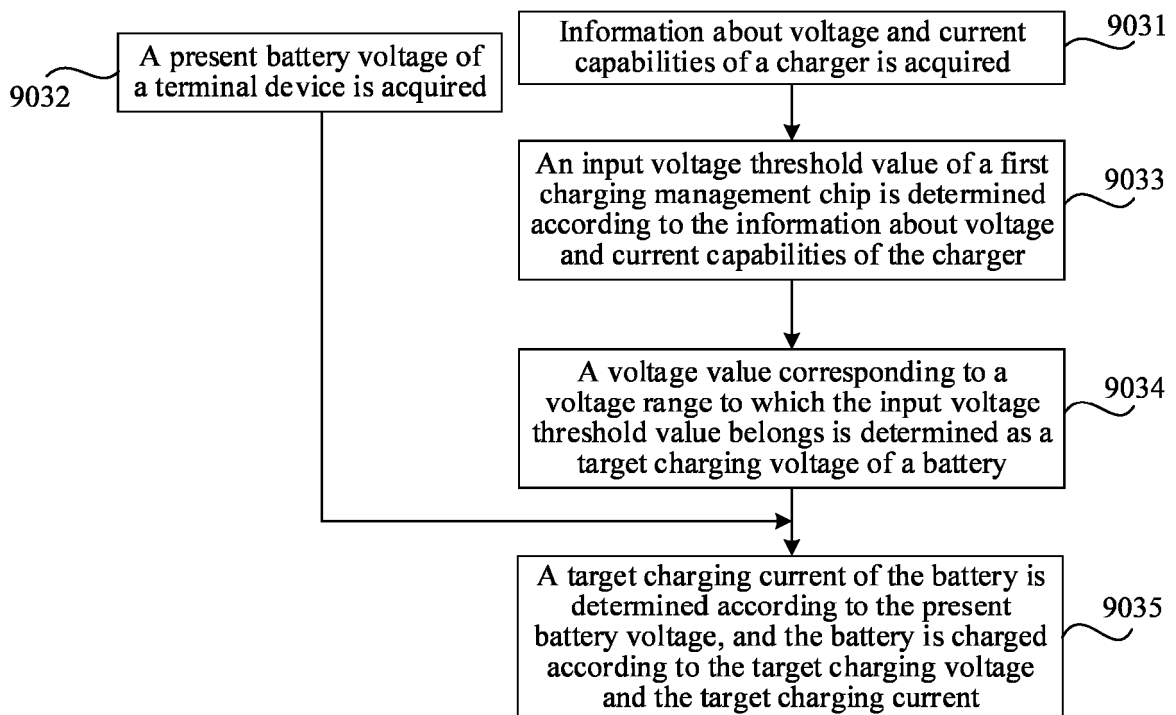 Information about voltage and current
capabilities of a charger is acquired
9031
A present battery voltage of
a terminal device is acquired
9032
An input voltage threshold value of a first
charging management chip is determined
according to the information about voltage
and current capabilities of the charger
9033
A voltage value corresponding to a
voltage range to which the input voltage
threshold value belongs is determined as a
target charging voltage of a battery
9034
A target charging current of the battery is
determined according to the present
battery voltage, and the battery is charged
according to the target charging voltage
and the target charging current
9035